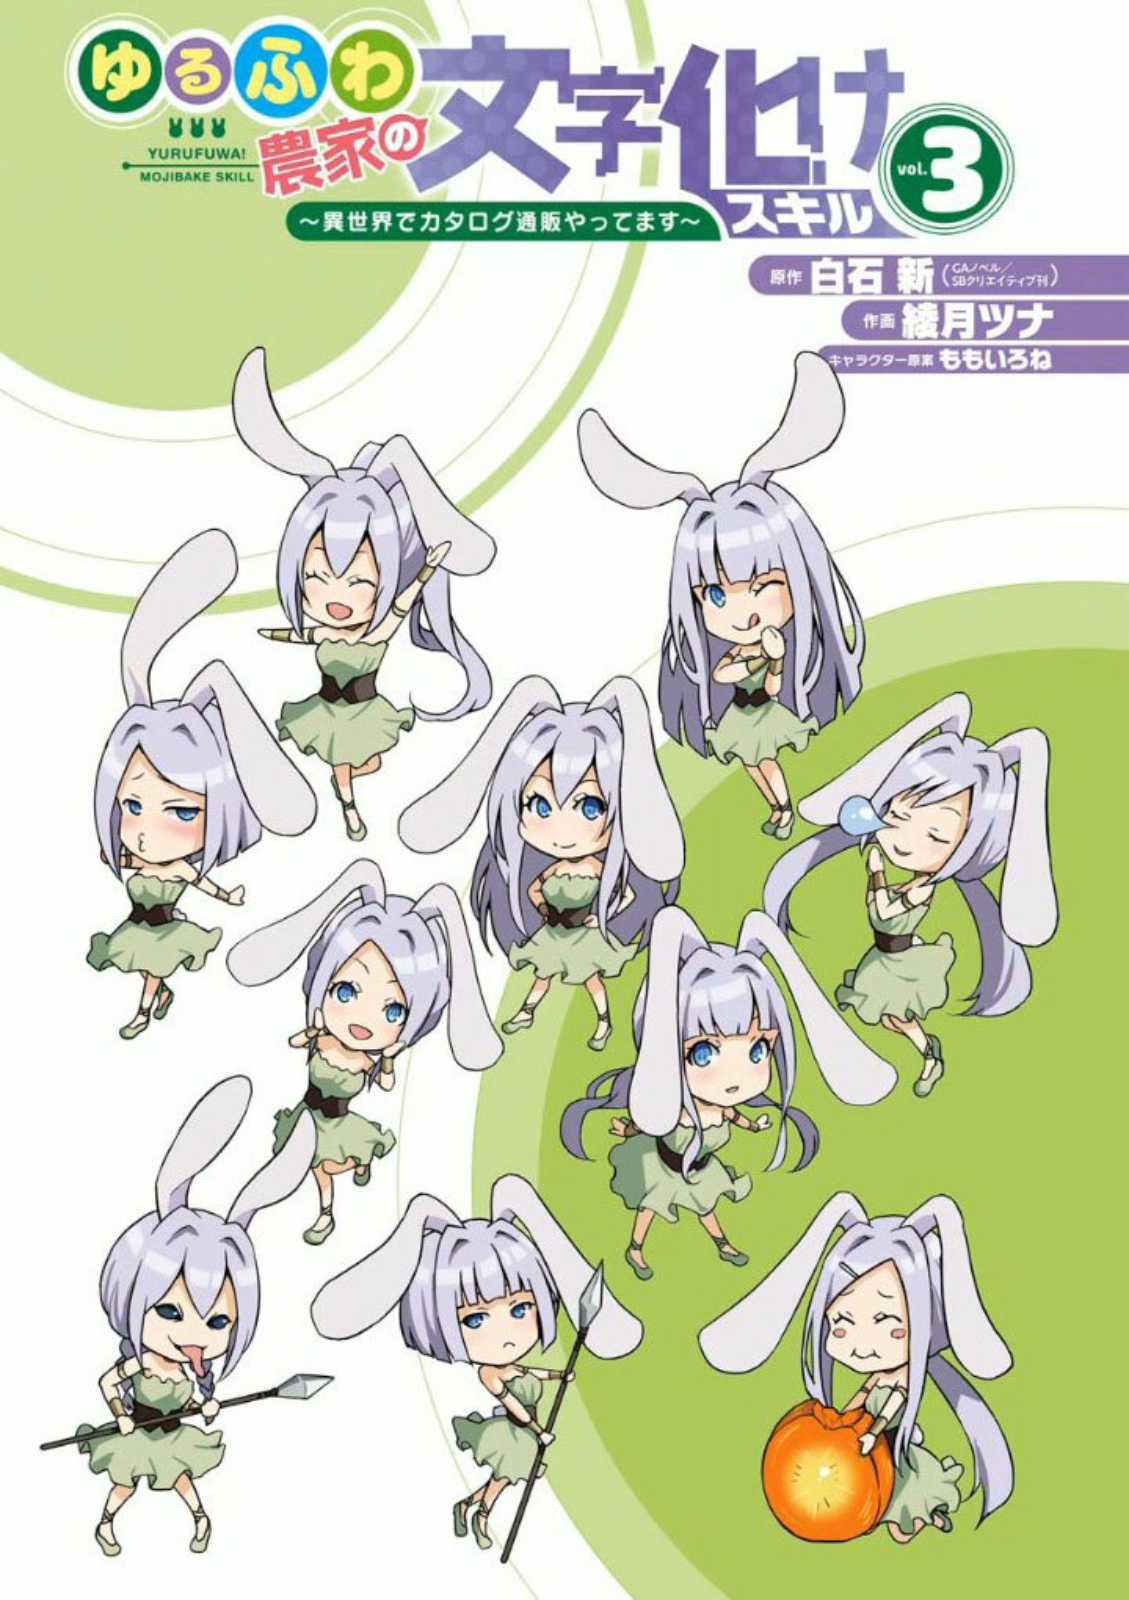 ゆるふわ
YURUFUWA!
MOJIBAKE SKILL
農家の
文字化け
スキル
vol.3
～異世界でカタログ通販やってます～
原作 白石 新 (GAノベル／SBクリエイティブ刊)
作画 綾月ツナ
キャラクター原案 ももいろね